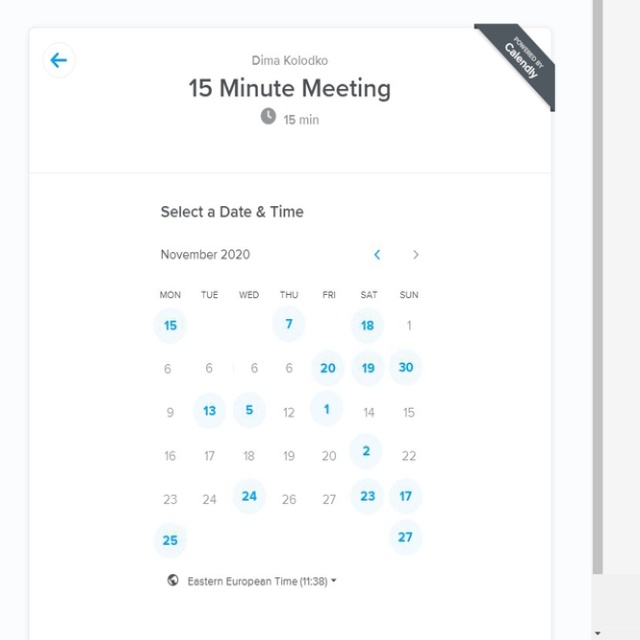 Dima Kolodko
POWERED BY
Calendly
15 Minute Meeting
15 min
Select a Date & Time
November 2020
MON TUE WED THU FRI SAT SUN
15 7 18 1
6 6 6 6 20 19 30
9 13 5 12 1 14 15
16 17 18 19 20 2 22
23 24 24 26 27 23 17
25 27
Eastern European Time (11:38)